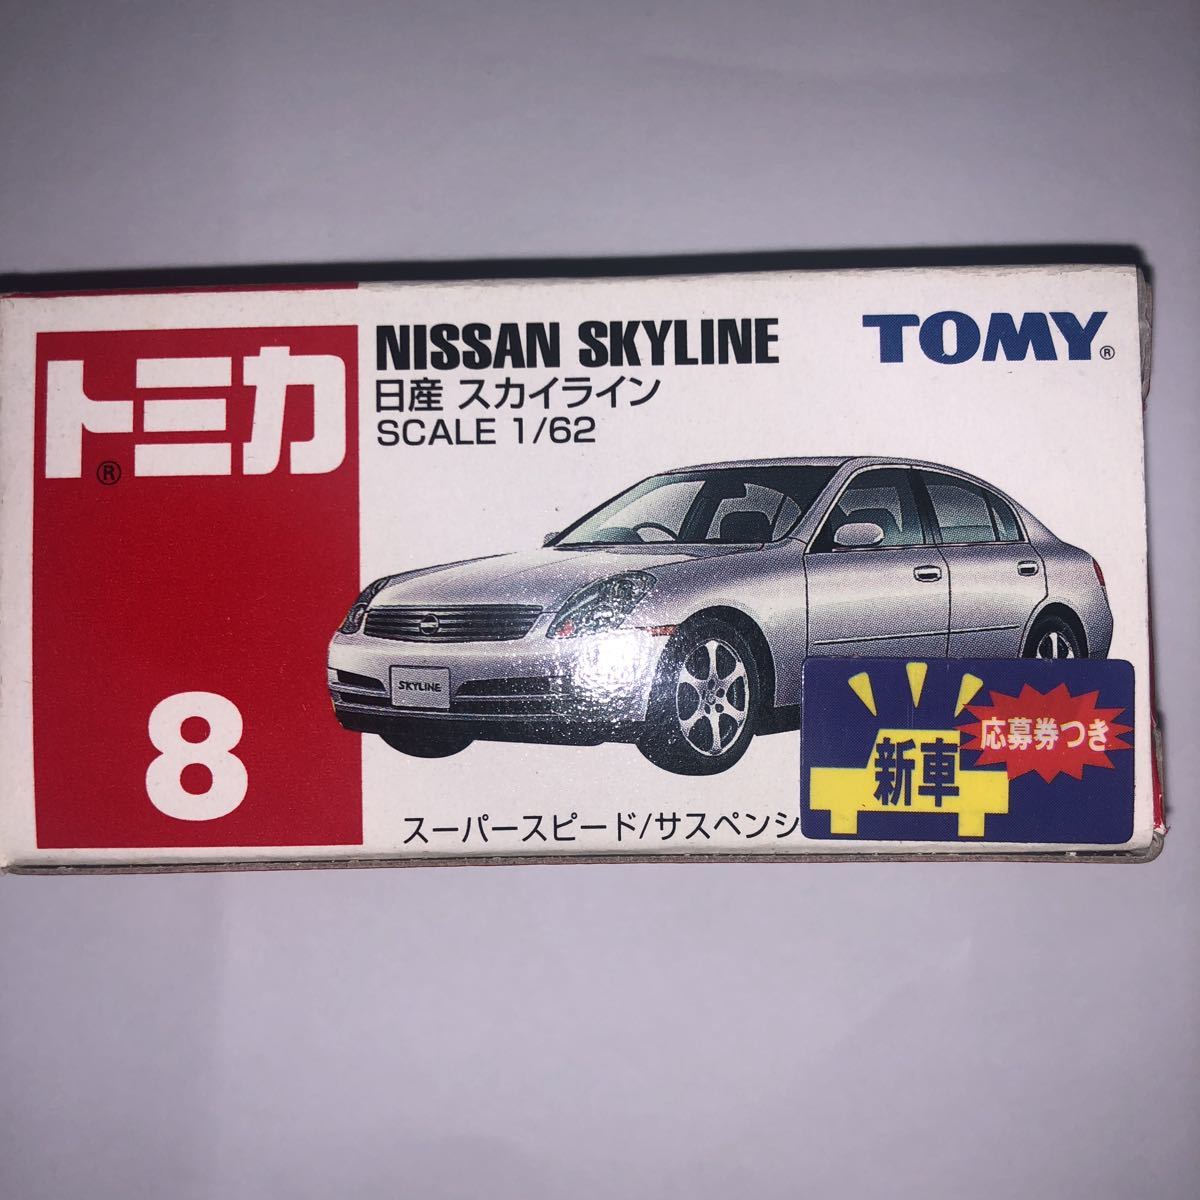 トミカ
®
8
NISSAN SKYLINE
日産 スカイライン
SCALE 1/62
TOMY®
SKYLINE
新車
応募券つき
スーパースピード/サスペンシ